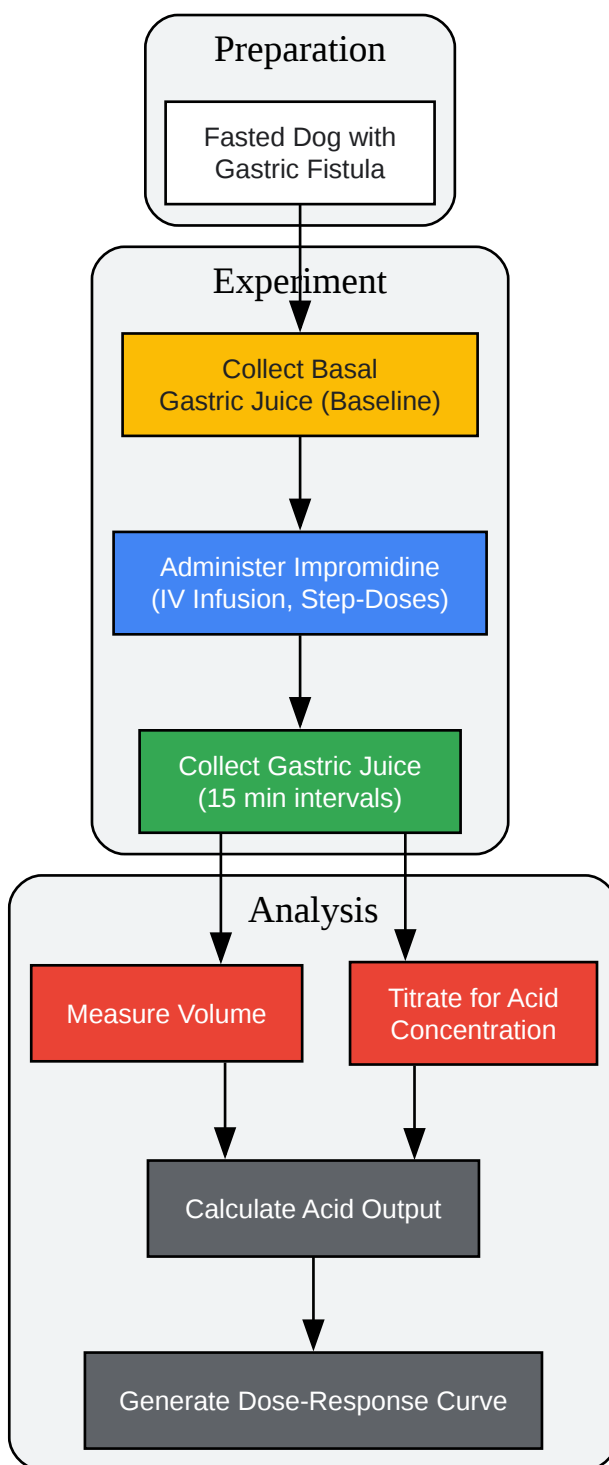 Preparation
Fasted Dog with
Gastric Fistula
Experiment
Collect Basal
Gastric Juice (Baseline)
Administer Impromidine
(IV Infusion, Step-Doses)
Collect Gastric Juice
(15 min intervals)
Analysis
Measure Volume
Titrate for Acid
Concentration
Calculate Acid Output
Generate Dose-Response Curve